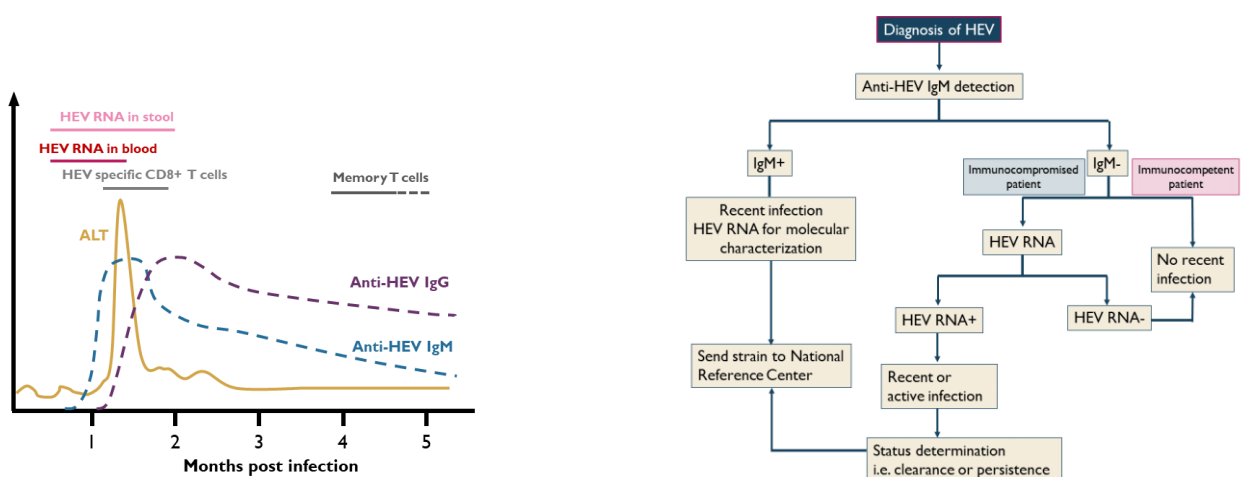 HEV RNA in stool
HEV RNA in blood
HEV specific CD8+ T cells
Memory T cells
ALT
Anti-HEV IgG
Anti-HEV IgM
1
2
3
4
5
Months post infection
Diagnosis of HEV
Anti-HEV IgM detection
IgM+
IgM-
Immunocompromised
patient
Immunocompetent
patient
Recent infection
HEV RNA for molecular
characterization
HEV RNA
No recent
infection
HEV RNA+
HEV RNA-
Send strain to National
Reference Center
Recent or
active infection
Status determination
i.e. clearance or persistence